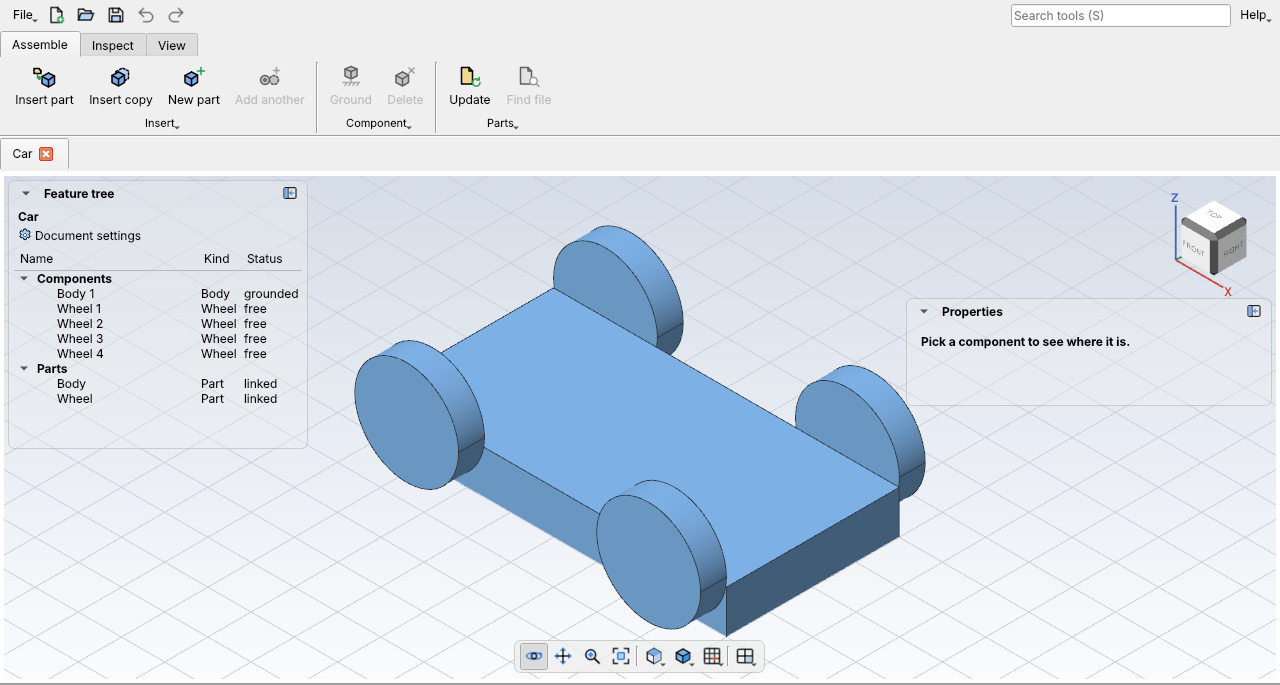 File
Search tools (S)
Help
Assemble
Inspect
View
Insert part
Insert copy
New part
Add another
Ground
Delete
Update
Find file
Insert
Component
Parts
Car
Feature tree
Car
Document settings
Name Kind Status
Components
Body 1 Body grounded
Wheel 1 Wheel free
Wheel 2 Wheel free
Wheel 3 Wheel free
Wheel 4 Wheel free
Parts
Body Part linked
Wheel Part linked
Z
TOP
FRONT
RIGHT
X
Properties
Pick a component to see where it is.